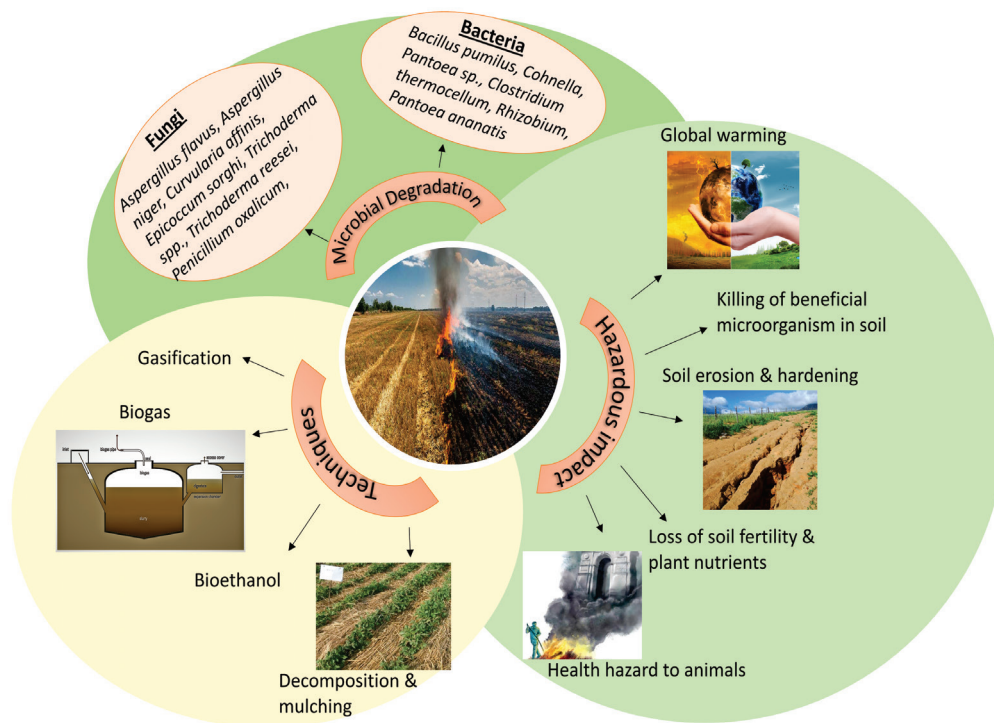 Bacteria
Bacillus pumilus, Cohnella,
Pantoea sp., Clostridium
thermocellum, Rhizobium,
Pantoea ananatis
Fungi
Aspergillus flavus, Aspergillus
niger, Curvularia affinis,
Epicoccum sorghi, Trichoderma
spp., Trichoderma reesei,
Penicillium oxalicum,
Microbial Degradation
Global warming
Killing of beneficial
microorganism in soil
Soil erosion & hardening
Hazardous impact
Loss of soil fertility &
plant nutrients
Health hazard to animals
Techniques
Gasification
Biogas
biogas pipe
biogas
Bioethanol
Decomposition &
mulching